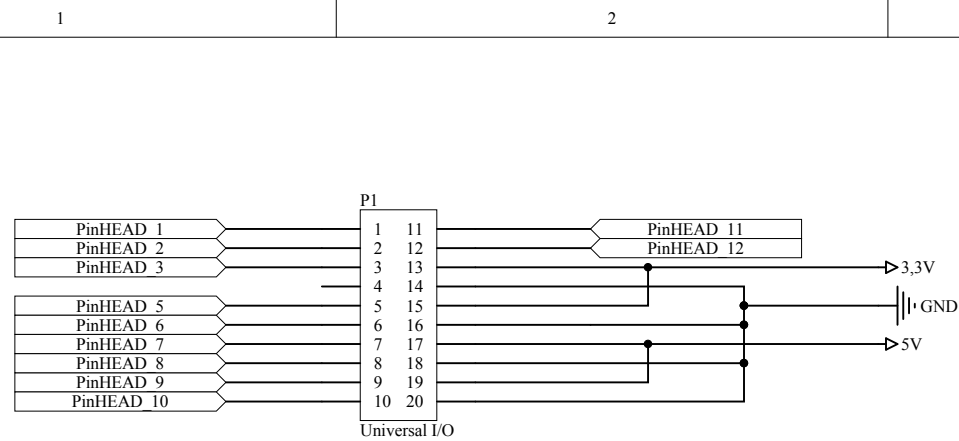 1 2
P1
PinHEAD_1 1 11 PinHEAD_11
PinHEAD_2 2 12 PinHEAD_12
PinHEAD_3 3 13 3,3V
4 14
PinHEAD_5 5 15 GND
PinHEAD_6 6 16
PinHEAD_7 7 17 5V
PinHEAD_8 8 18
PinHEAD_9 9 19
PinHEAD_10 10 20
Universal I/O